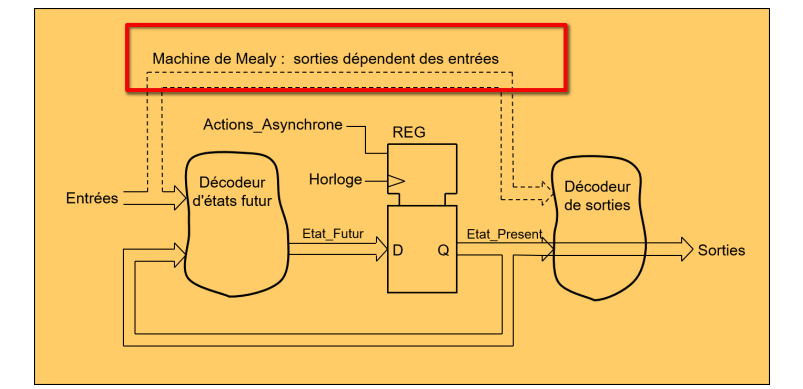 Machine de Mealy : sorties dépendent des entrées
Actions_Asynchrone
REG
Horloge
Entrées
Décodeur
d'états futur
Décodeur
de sorties
Etat_Futur
Etat_Present
D
Q
Sorties